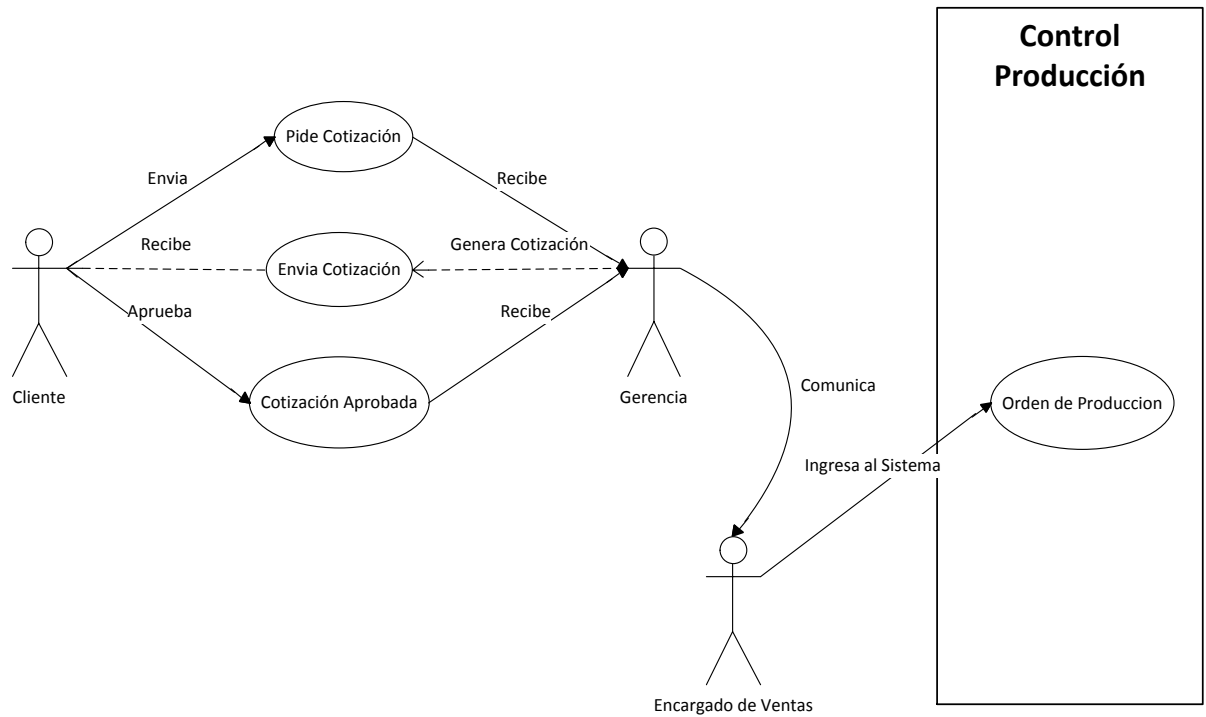 Control
Producción
Pide Cotización
Envia
Recibe
Recibe
Genera Cotización
Envia Cotización
Aprueba
Recibe
Cliente
Cotización Aprobada
Gerencia
Comunica
Orden de Produccion
Ingresa al Sistema
Encargado de Ventas